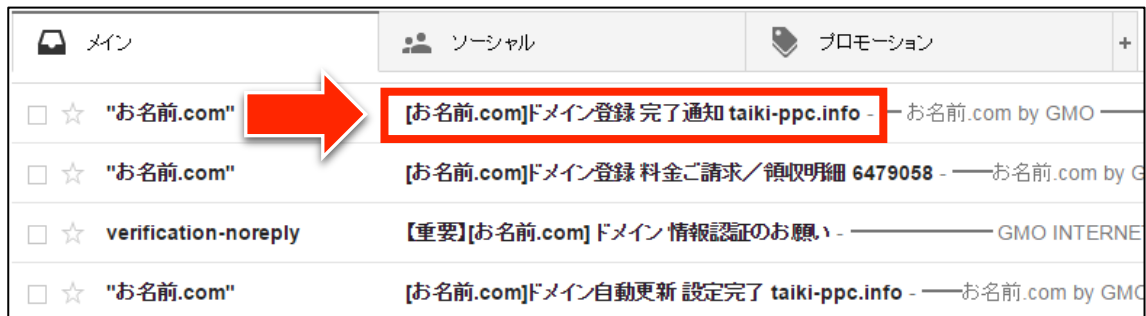 メイン ソーシャル プロモーション +
"お名前.com" [お名前.com]ドメイン登録 完了通知 taiki-ppc.info - ━ お名前.com by GMO ━━
"お名前.com" [お名前.com]ドメイン登録 料金ご請求／領収明細 6479058 - ━━お名前.com by G
verification-noreply 【重要】[お名前.com] ドメイン 情報認証のお願い - ━━━━━━━ GMO INTERNE
"お名前.com" [お名前.com]ドメイン自動更新 設定完了 taiki-ppc.info - ━━お名前.com by GMO